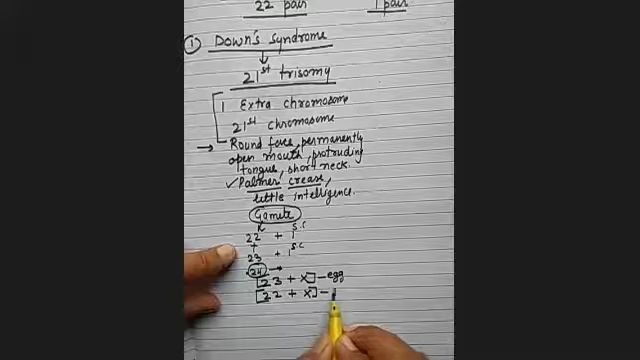 22 pair 1 pair
① Down's syndrome
↓
21st trisomy
1 Extra chromosome
21st chromosome
→ Round face, permanently
open mouth, protruding
tongue, short neck.
✓ Palmer crease,
little intelligence.
Gamete
S.C
22 + 1
S.C
23 + 1
24 →
[23 + X] – egg
[22 + X] –